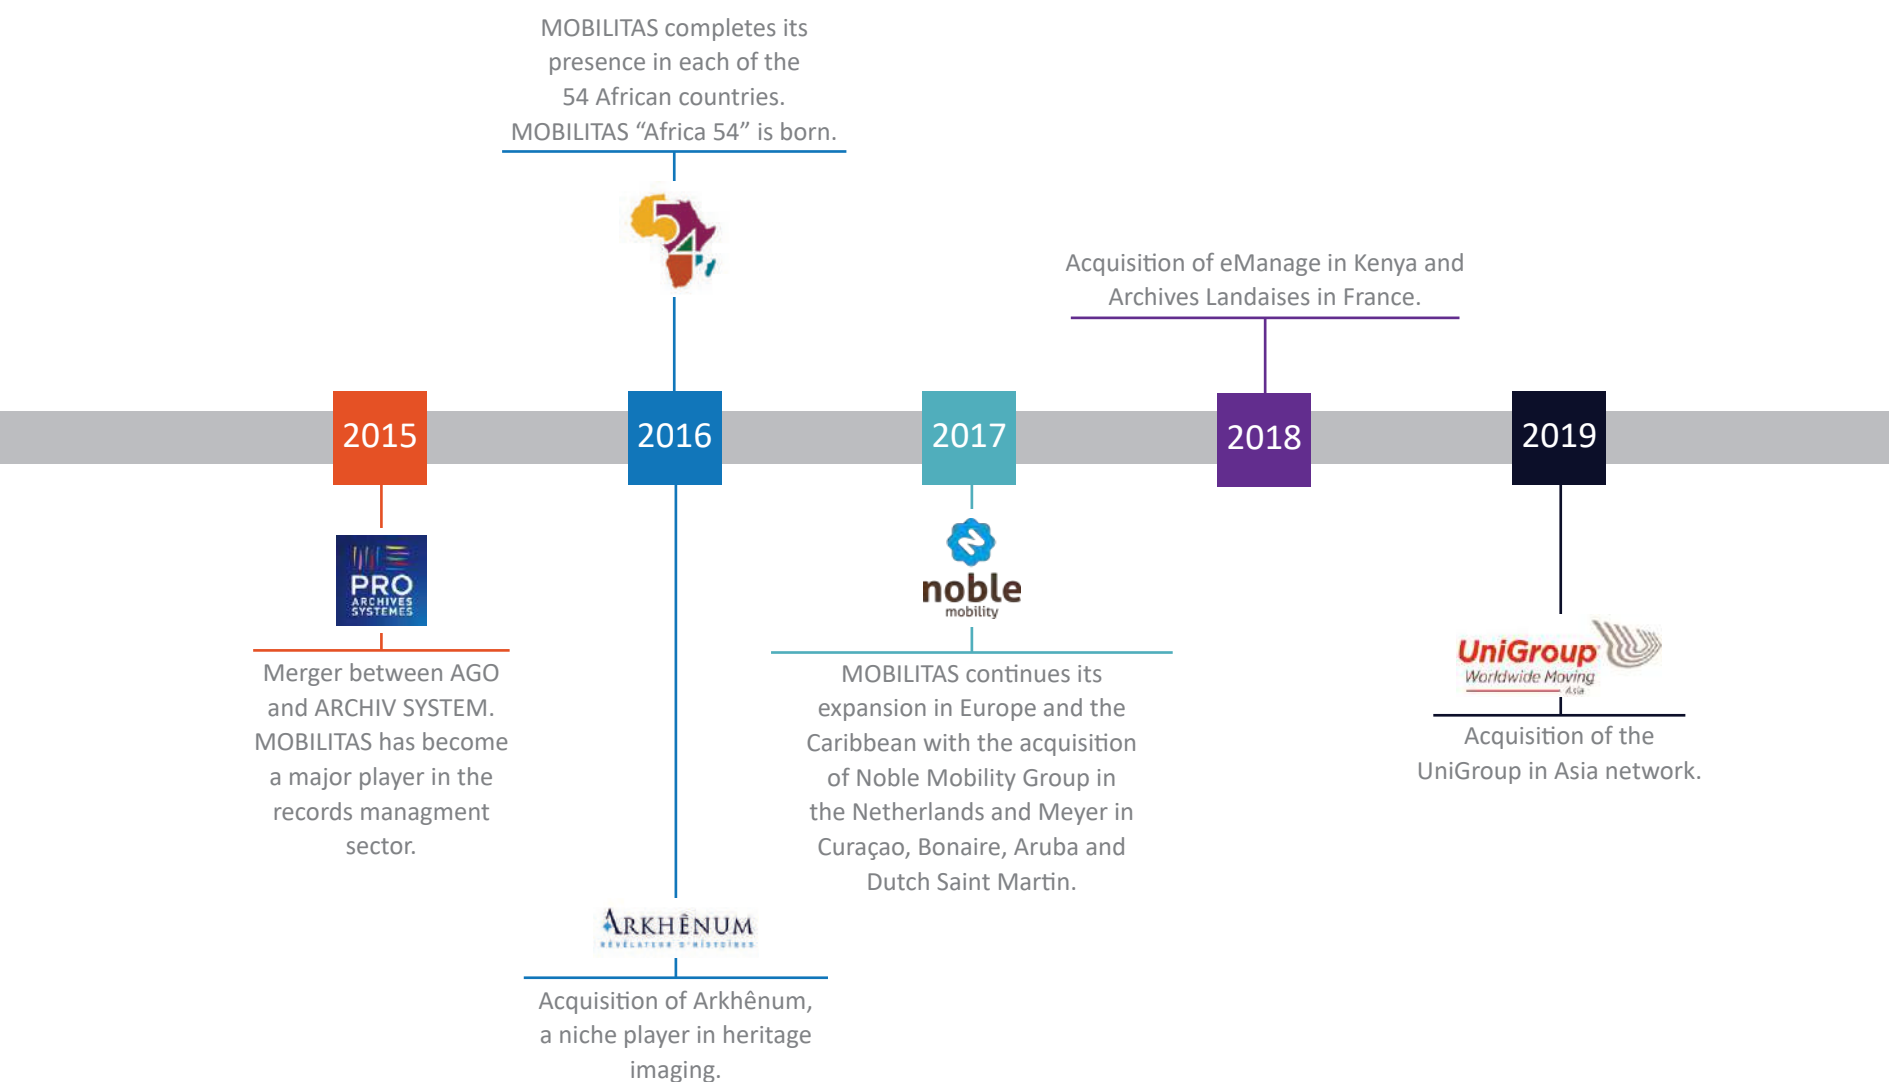 MOBILITAS completes its
presence in each of the
54 African countries.
MOBILITAS “Africa 54” is born.
54
Acquisition of eManage in Kenya and
Archives Landaises in France.
2015
2016
2017
2018
2019
PRO
ARCHIVES
SYSTEMES
Merger between AGO
and ARCHIV SYSTEM.
MOBILITAS has become
a major player in the
records managment
sector.
ARKHÊNUM
RÉVÉLATEUR D'HISTOIRES
Acquisition of Arkhênum,
a niche player in heritage
imaging.
N
noble
mobility
MOBILITAS continues its
expansion in Europe and the
Caribbean with the acquisition
of Noble Mobility Group in
the Netherlands and Meyer in
Curaçao, Bonaire, Aruba and
Dutch Saint Martin.
UniGroup
Worldwide Moving
Asia
Acquisition of the
UniGroup in Asia network.